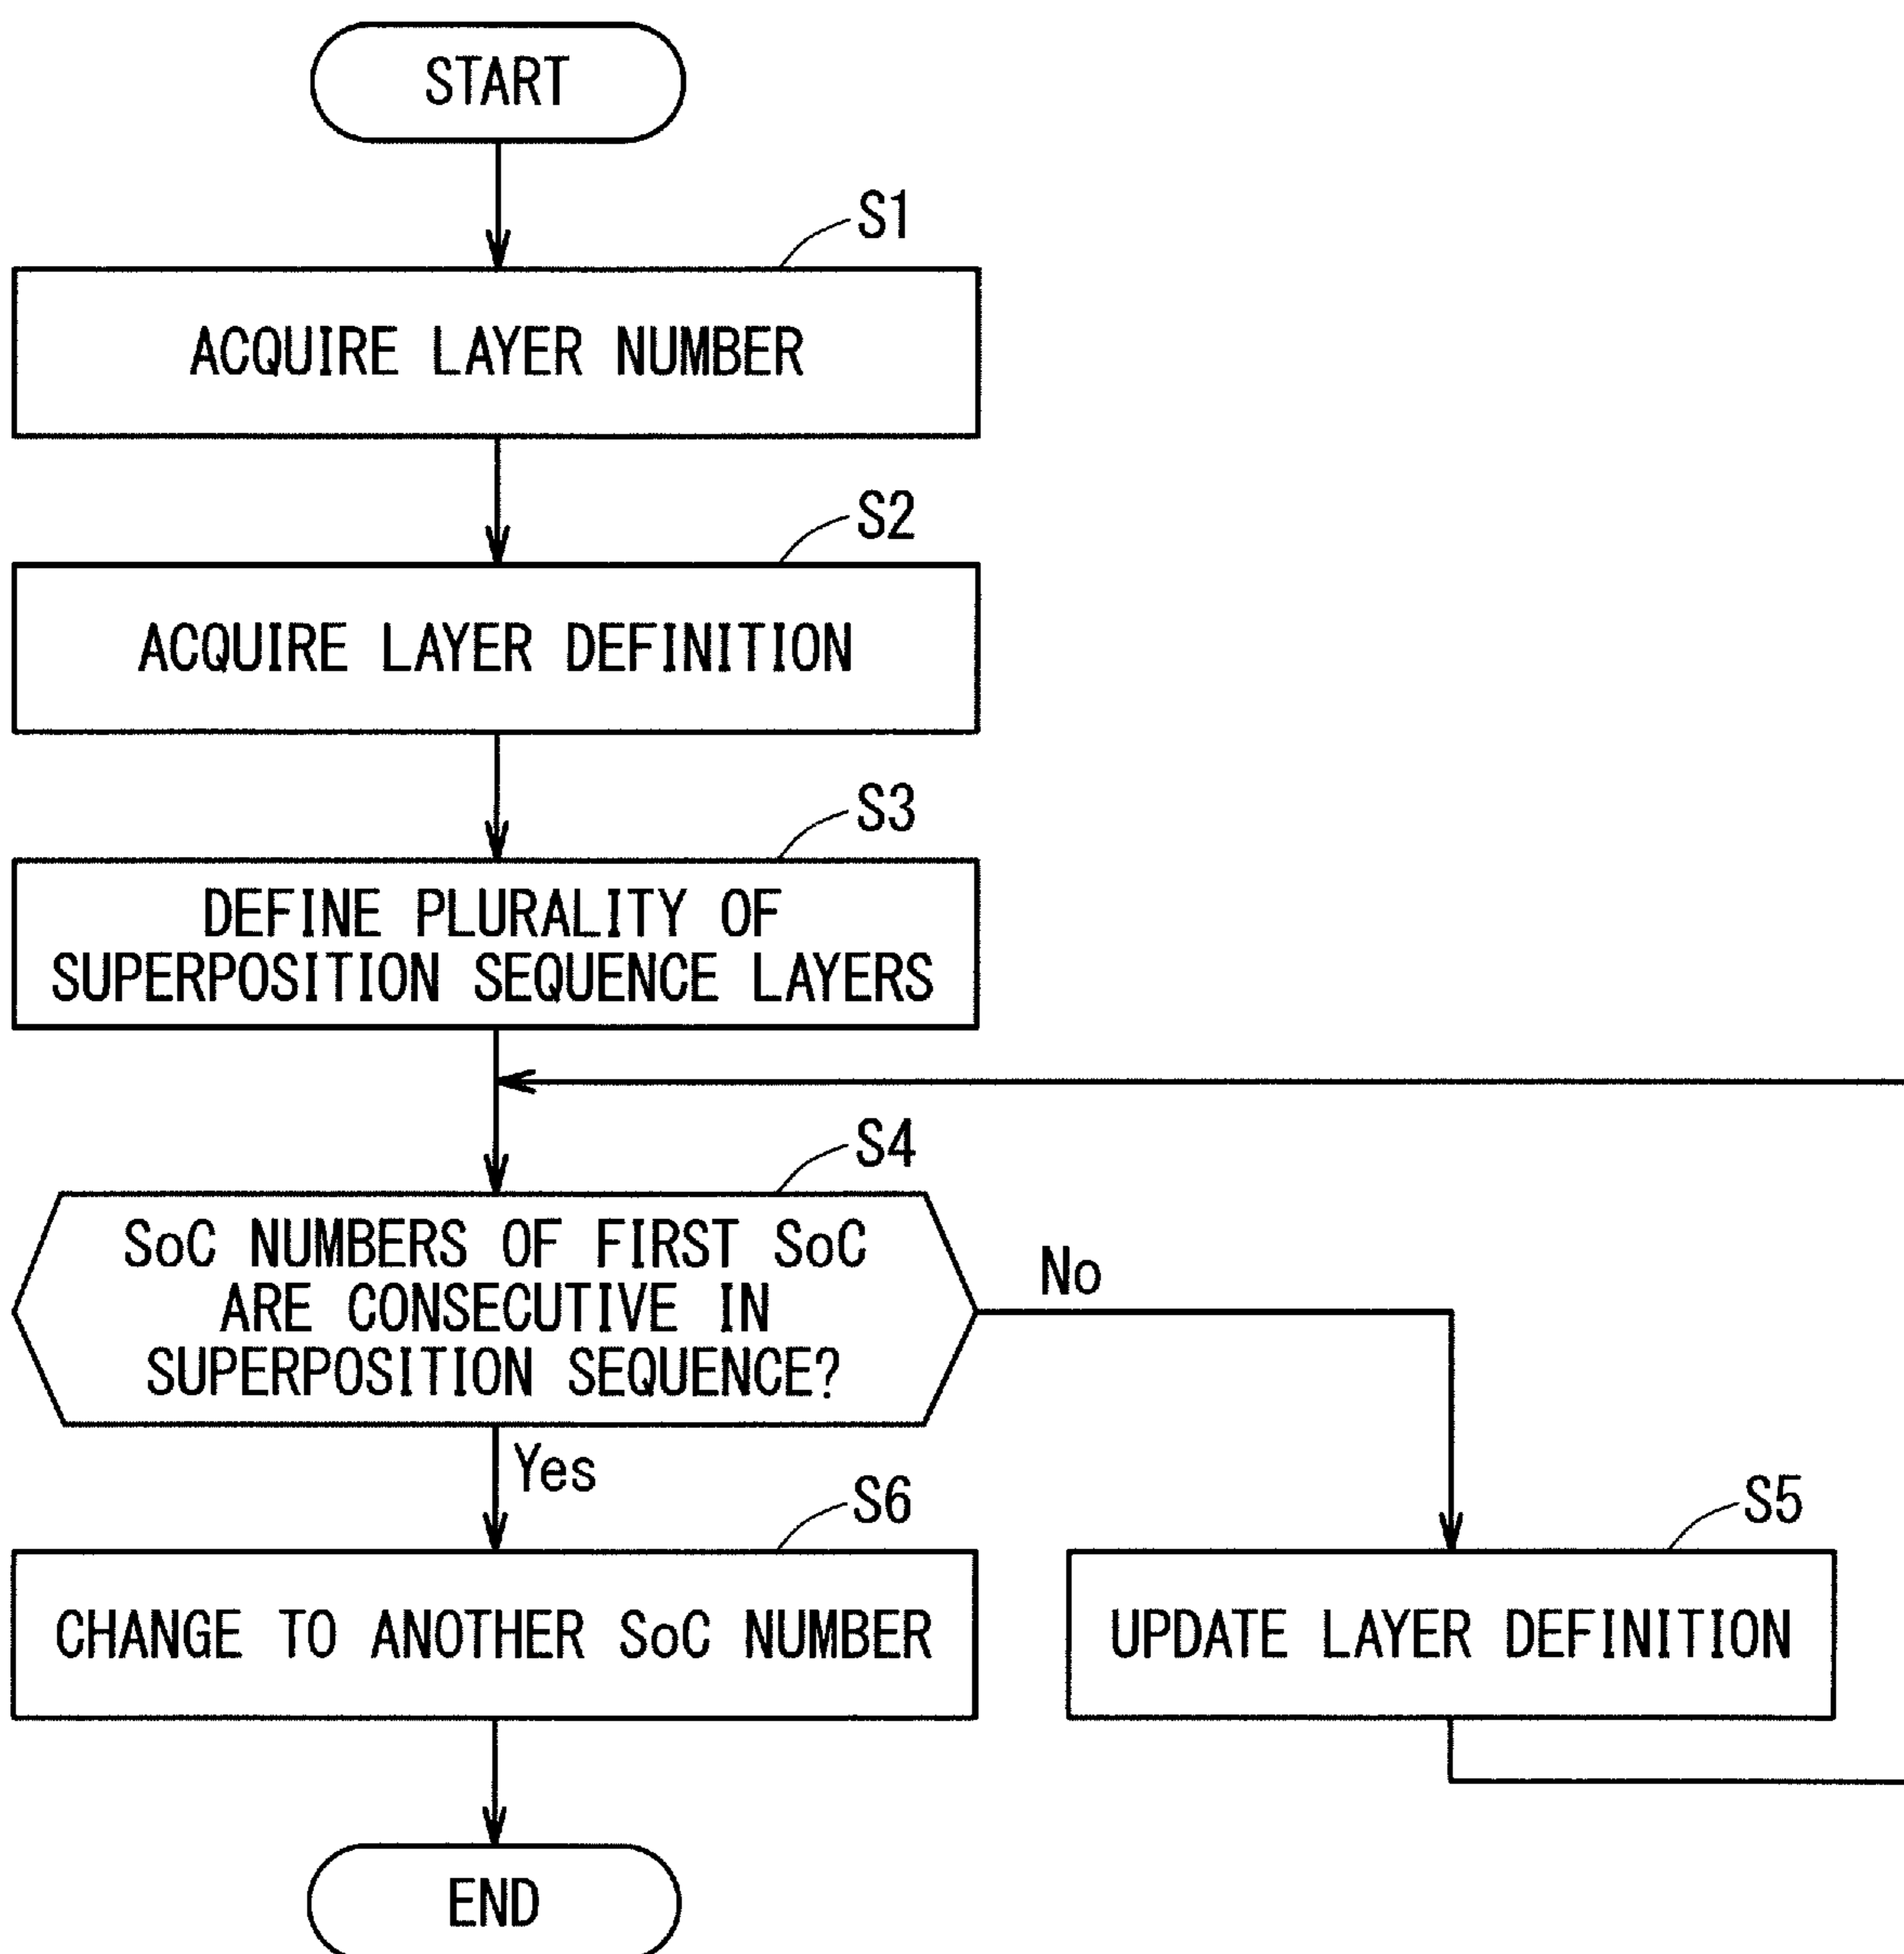 START
S1
ACQUIRE LAYER NUMBER
S2
ACQUIRE LAYER DEFINITION
S3
DEFINE PLURALITY OF
SUPERPOSITION SEQUENCE LAYERS
S4
SoC NUMBERS OF FIRST SoC
ARE CONSECUTIVE IN
SUPERPOSITION SEQUENCE?
No
Yes
S6
CHANGE TO ANOTHER SoC NUMBER
S5
UPDATE LAYER DEFINITION
END